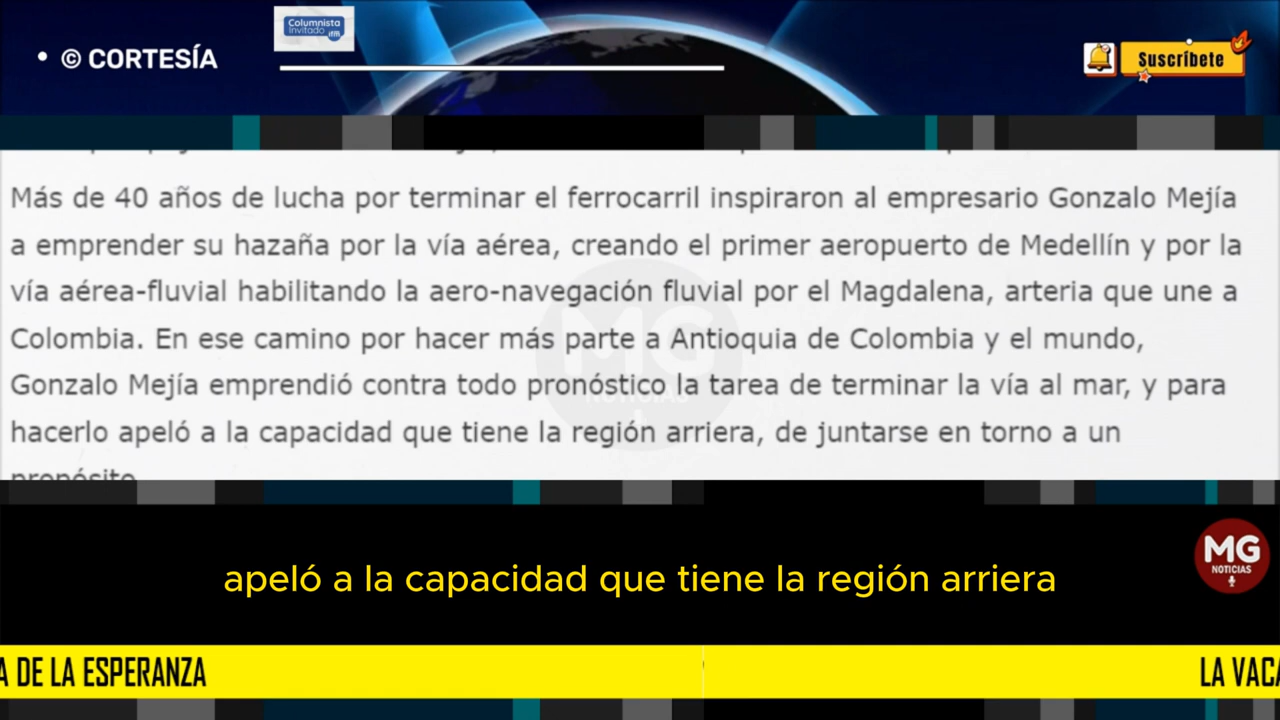 Columnista
Invitado ifm
• © CORTESÍA
Suscríbete
Más de 40 años de lucha por terminar el ferrocarril inspiraron al empresario Gonzalo Mejía
a emprender su hazaña por la vía aérea, creando el primer aeropuerto de Medellín y por la
vía aérea-fluvial habilitando la aero-navegación fluvial por el Magdalena, arteria que une a
Colombia. En ese camino por hacer más parte a Antioquia de Colombia y el mundo,
Gonzalo Mejía emprendió contra todo pronóstico la tarea de terminar la vía al mar, y para
hacerlo apeló a la capacidad que tiene la región arriera, de juntarse en torno a un
propósito
MG
NOTICIAS
apeló a la capacidad que tiene la región arriera
MG
NOTICIAS
A DE LA ESPERANZA
LA VACA